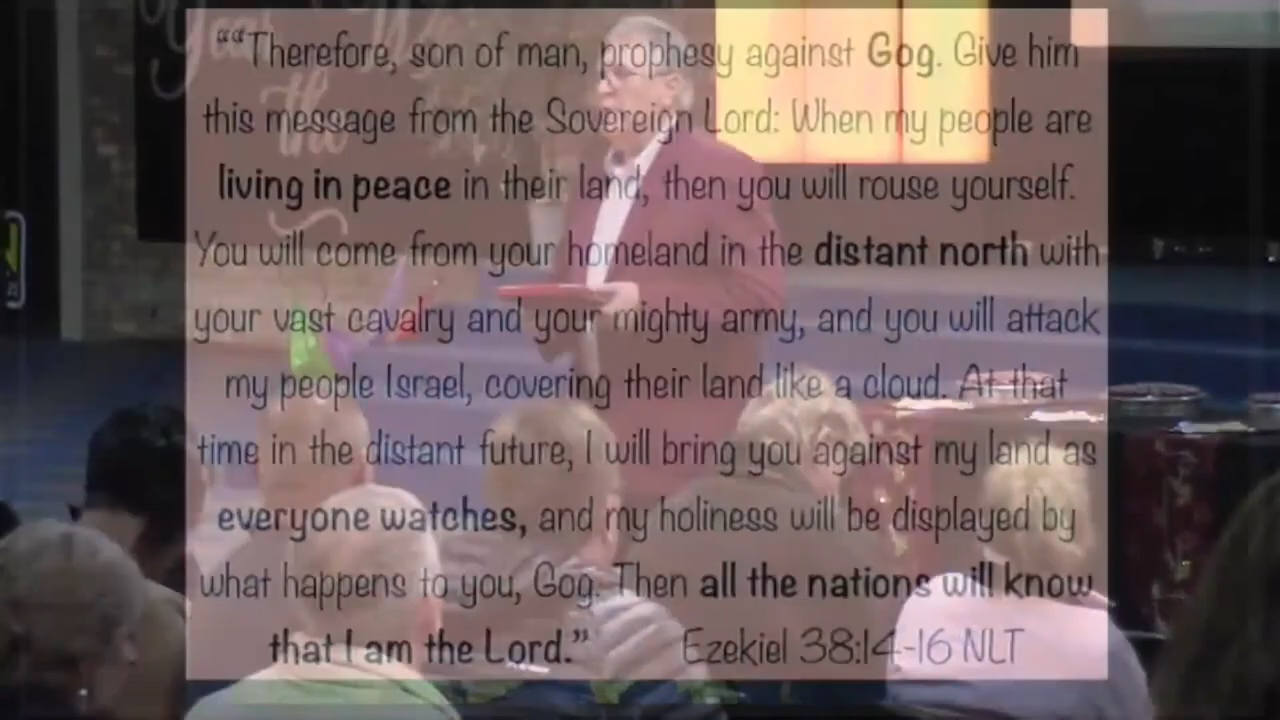 ““Therefore, son of man, prophesy against Gog. Give him
this message from the Sovereign Lord: When my people are
living in peace in their land, then you will rouse yourself.
You will come from your homeland in the distant north with
your vast cavalry and your mighty army, and you will attack
my people Israel, covering their land like a cloud. At that
time in the distant future, I will bring you against my land as
everyone watches, and my holiness will be displayed by
what happens to you, Gog. Then all the nations will know
that I am the Lord.” Ezekiel 38:14-16 NLT
the